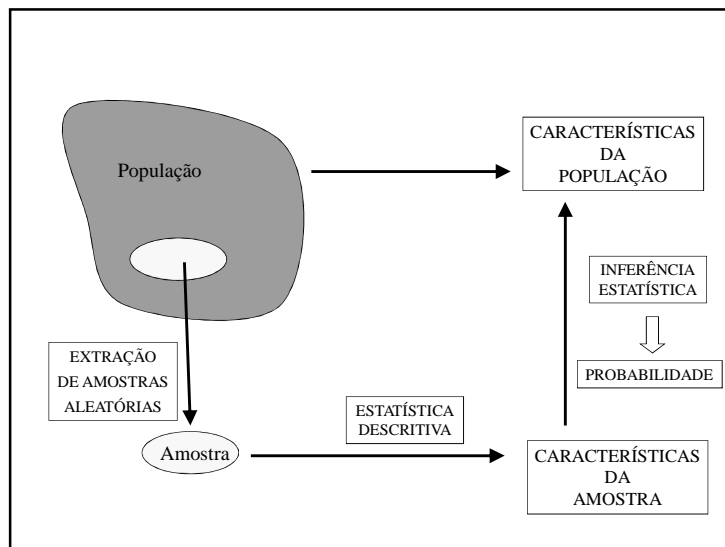 População
CARACTERÍSTICAS
DA
POPULAÇÃO
INFERÊNCIA
ESTATÍSTICA
PROBABILIDADE
EXTRAÇÃO
DE AMOSTRAS
ALEATÓRIAS
ESTATÍSTICA
DESCRITIVA
Amostra
CARACTERÍSTICAS
DA
AMOSTRA